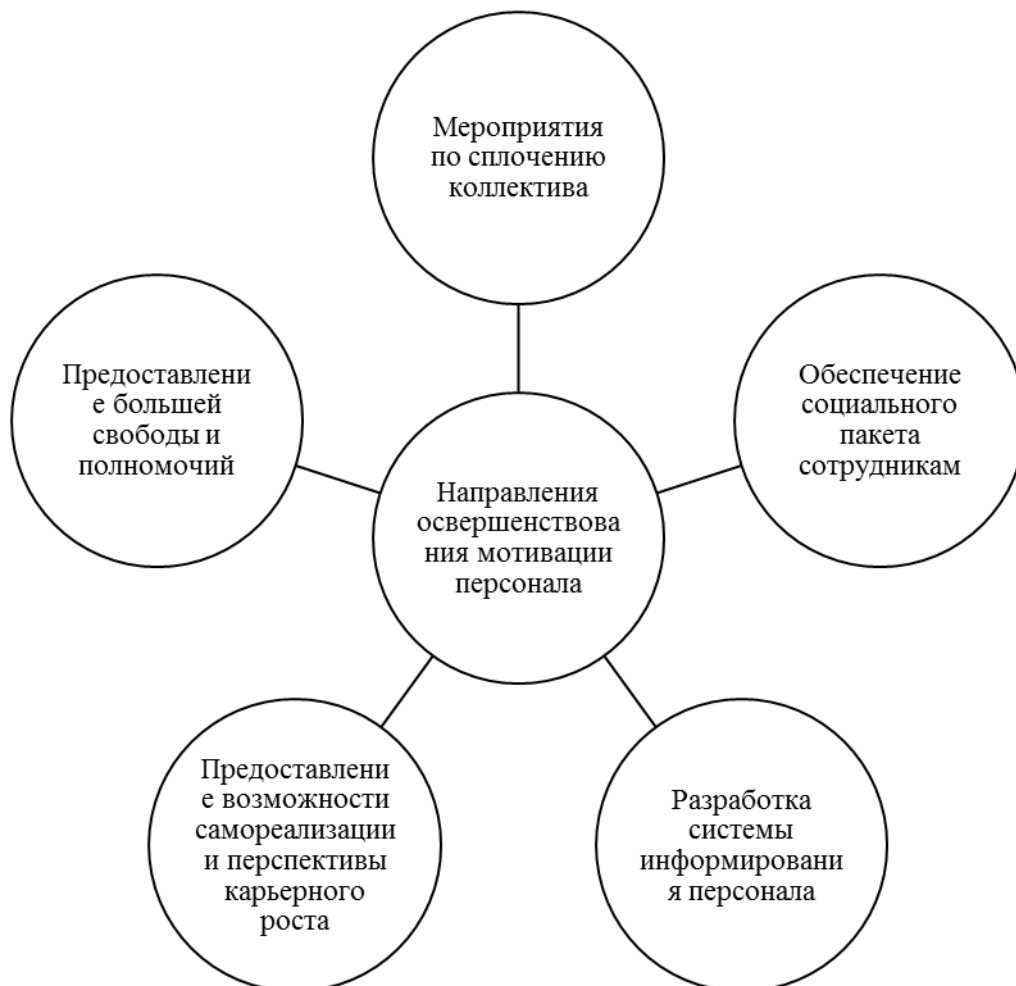 Мероприятия
по сплочению
коллектива
Предоставлени
е большей
свободы и
полномочий
Обеспечение
социального
пакета
сотрудникам
Направления
освершенствова
ния мотивации
персонала
Предоставлени
е возможности
самореализации
и перспективы
карьерного
роста
Разработка
системы
информировани
я персонала